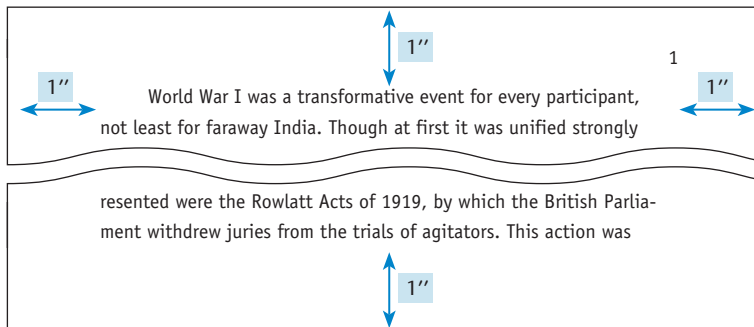 1″
1
1″ 1″
World War I was a transformative event for every participant,
not least for faraway India. Though at first it was unified strongly
resented were the Rowlatt Acts of 1919, by which the British Parlia-
ment withdrew juries from the trials of agitators. This action was
1″